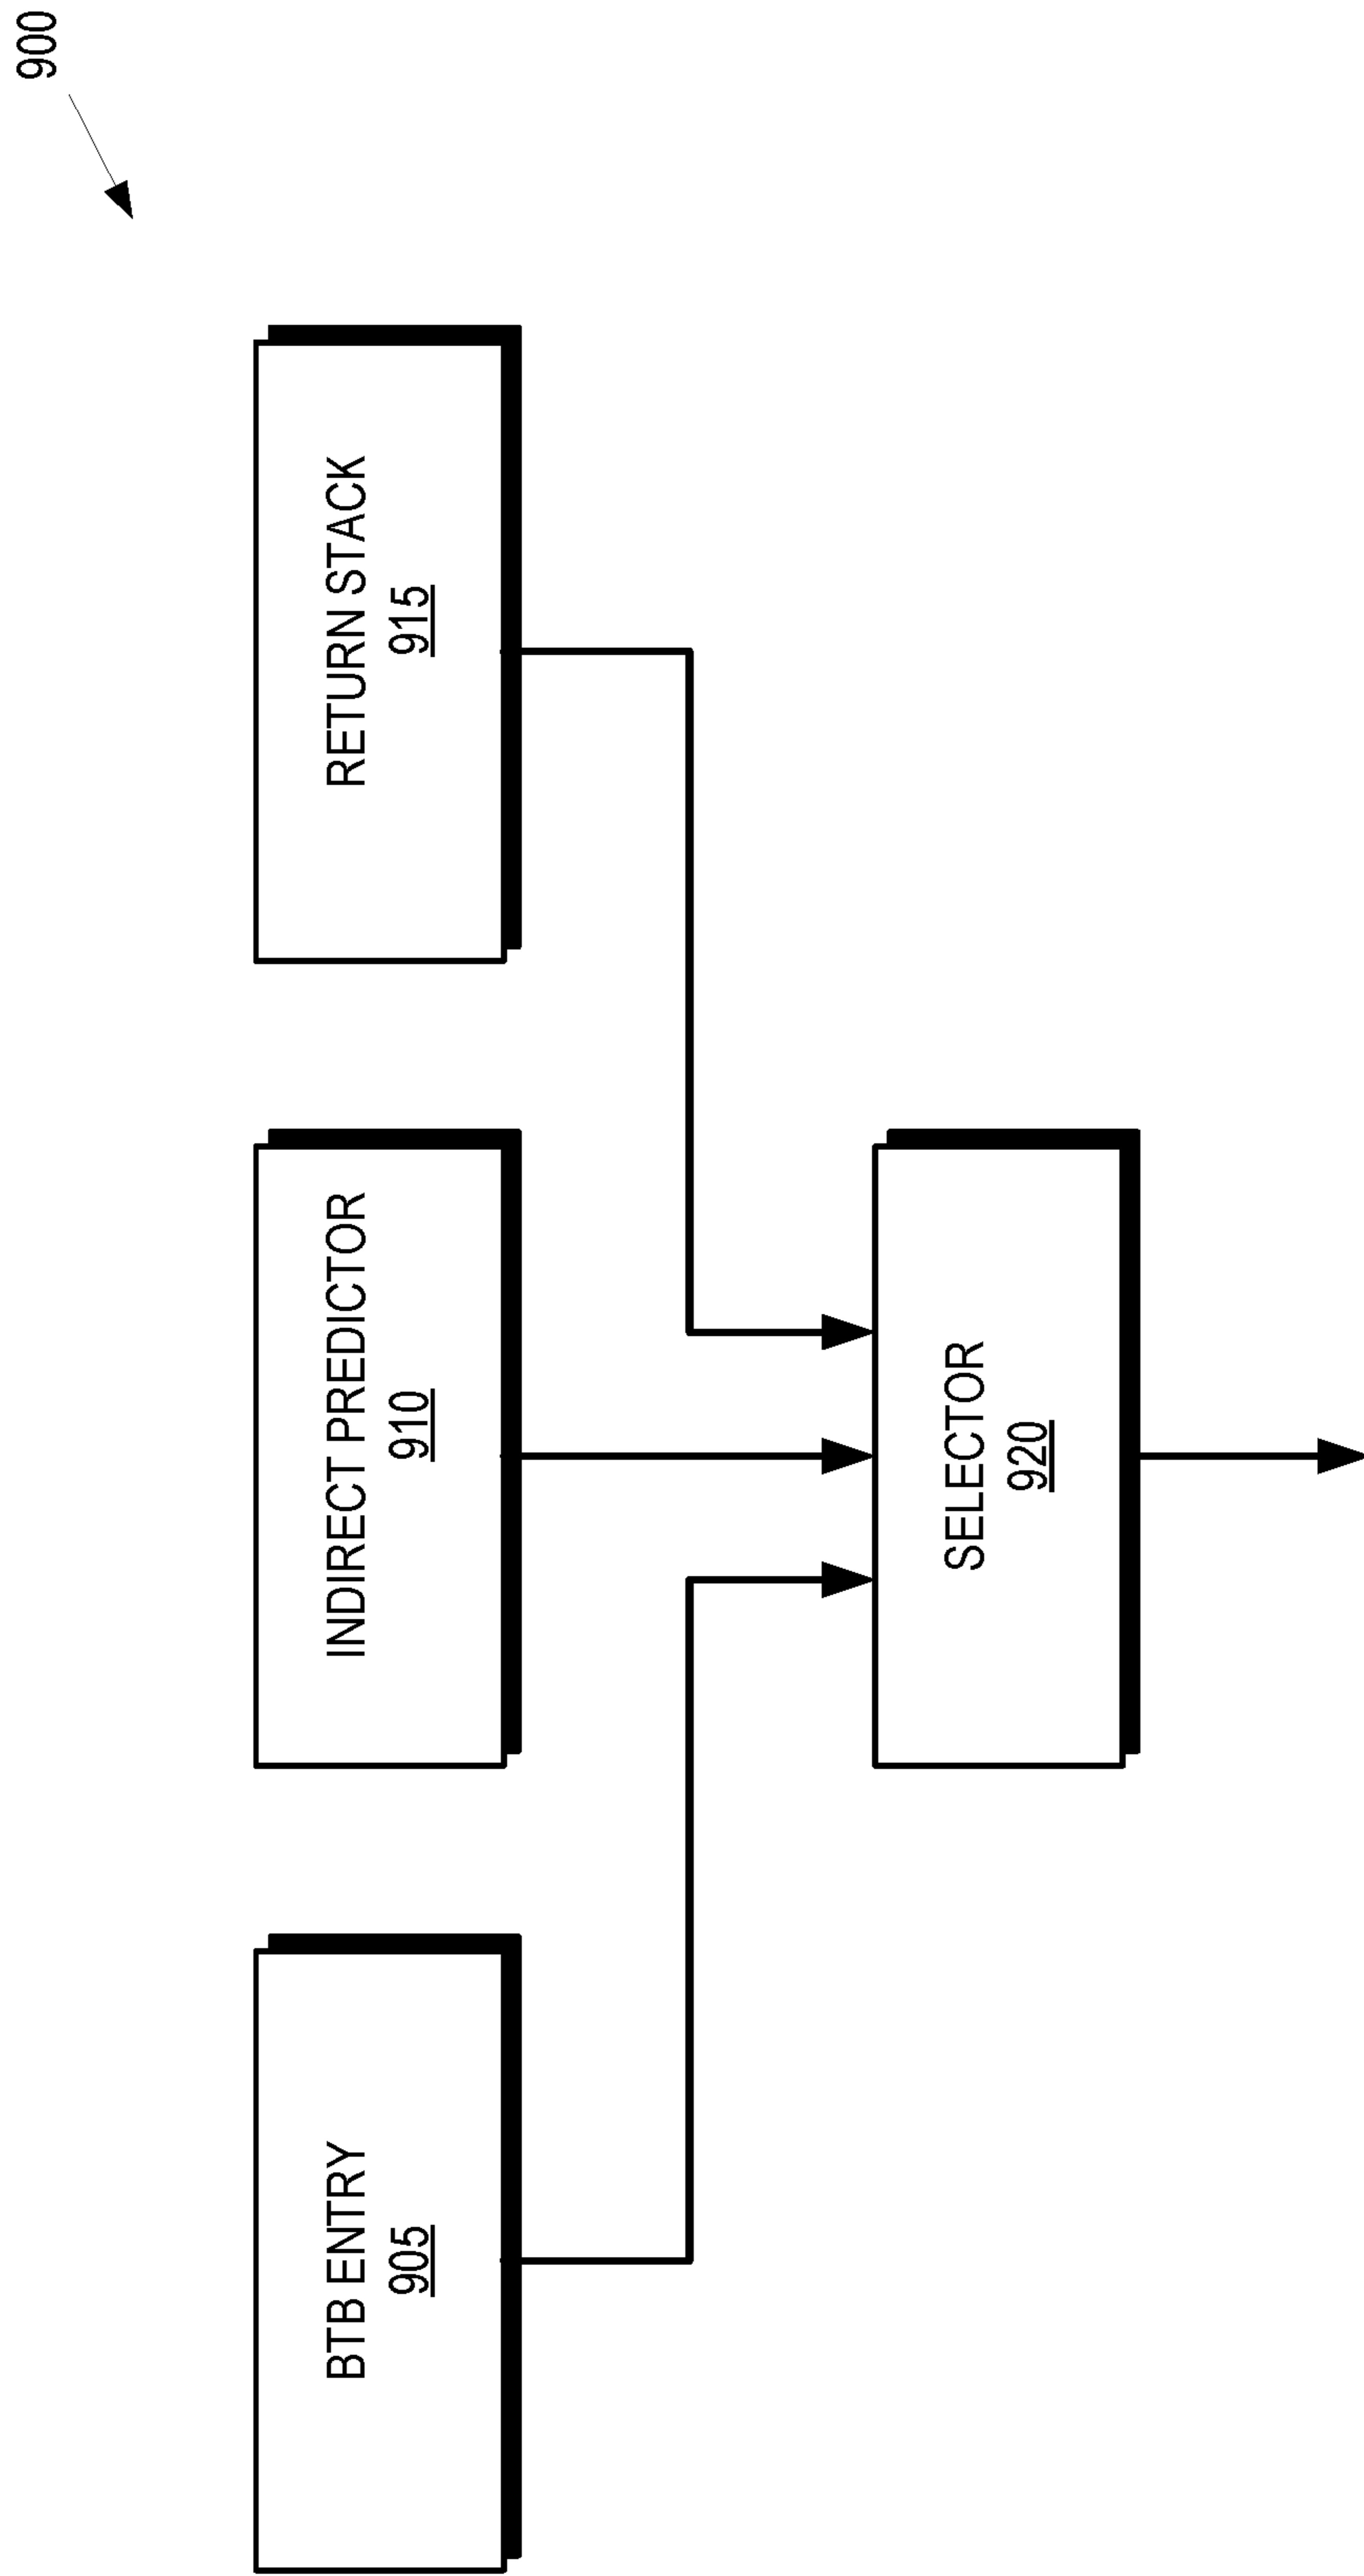 900
BTB ENTRY
905
INDIRECT PREDICTOR
910
RETURN STACK
915
SELECTOR
920